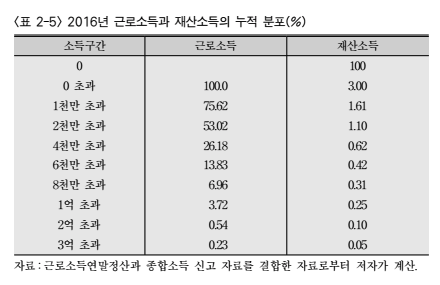 〈표 2-5〉 2016년 근로소득과 재산소득의 누적 분포(%)
소득구간 근로소득 재산소득
0 100
0 초과 100.0 3.00
1천만 초과 75.62 1.61
2천만 초과 53.02 1.10
4천만 초과 26.18 0.62
6천만 초과 13.83 0.42
8천만 초과 6.96 0.31
1억 초과 3.72 0.25
2억 초과 0.54 0.10
3억 초과 0.23 0.05
자료 : 근로소득연말정산과 종합소득 신고 자료를 결합한 자료로부터 저자가 계산.